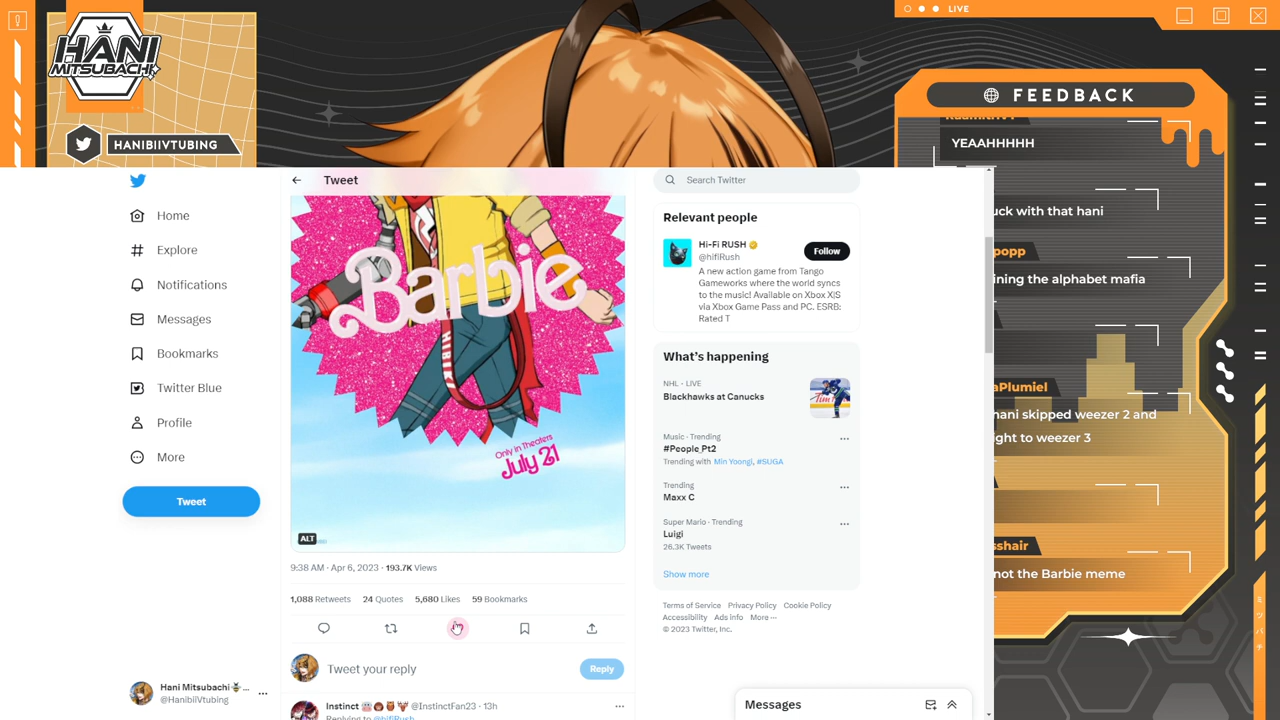 LIVE
HANI
MITSUBACHI
HANIBIIVTUBING
FEEDBACK
YEAAHHHHH
uck with that hani
popp
ining the alphabet mafia
aPlumiel
hani skipped weezer 2 and
ight to weezer 3
sshair
not the Barbie meme
ミツバチ
Home
Explore
Notifications
Messages
Bookmarks
Twitter Blue
Profile
More
Tweet
Hani Mitsubachi 🐝...
@HanibiiVtubing
Tweet
Barbie
Only in Theaters
July 21
ALT
9:38 AM · Apr 6, 2023 · 193.7K Views
1,088 Retweets 24 Quotes 5,680 Likes 59 Bookmarks
Tweet your reply
Reply
Instinct @InstinctFan23 · 13h
Replying to @hifiRush
Search Twitter
Relevant people
Hi-Fi RUSH
@hifiRush
Follow
A new action game from Tango
Gameworks where the world syncs
to the music! Available on Xbox X|S
via Xbox Game Pass and PC. ESRB:
Rated T
What's happening
NHL · LIVE
Blackhawks at Canucks
Music · Trending
#People_Pt2
Trending with Min Yoongi, #SUGA
Trending
Maxx C
Super Mario · Trending
Luigi
26.3K Tweets
Show more
Terms of Service Privacy Policy Cookie Policy
Accessibility Ads info More ···
© 2023 Twitter, Inc.
Messages